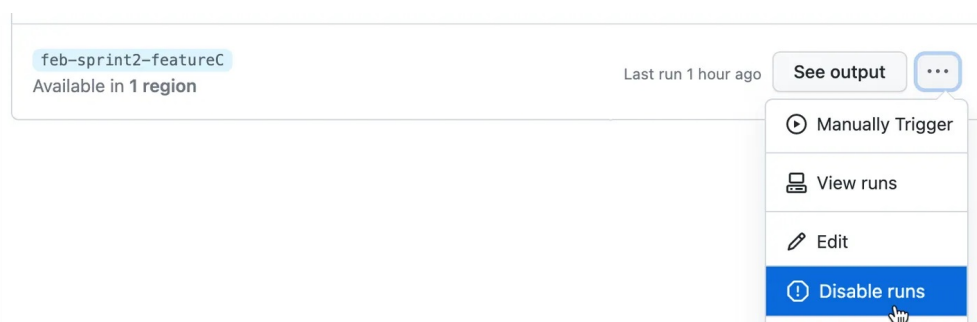 feb-sprint2-featureC
Available in 1 region
Last run 1 hour ago
See output
Manually Trigger
View runs
Edit
Disable runs